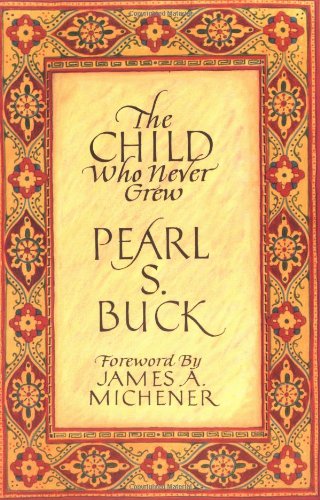 The
CHILD
Who Never
Grew
PEARL
S.
BUCK
Foreword By
JAMES A.
MICHENER